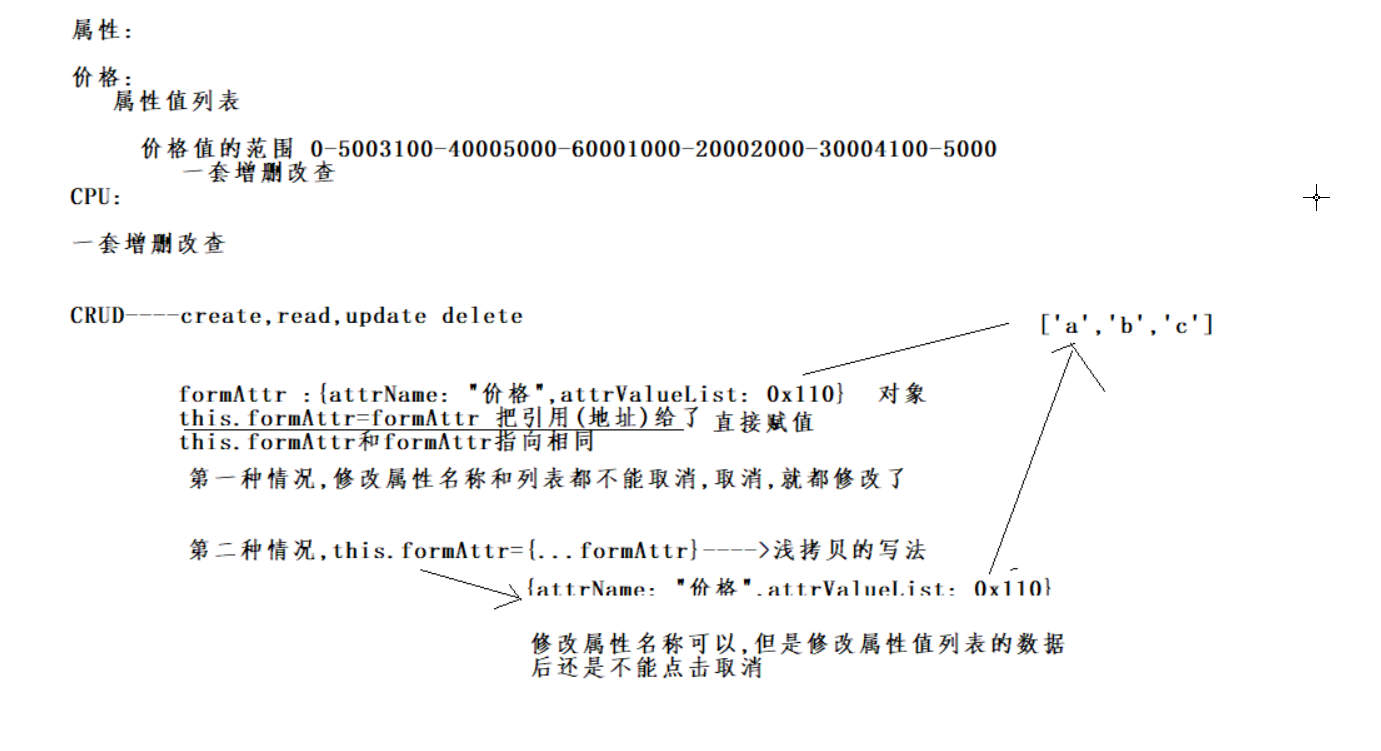 属性:
价格:
属性值列表
价格值的范围 0-5003100-40005000-60001000-20002000-30004100-5000
一套增删改查
CPU:
一套增删改查
CRUD----create,read,update delete
['a','b','c']
formAttr :{attrName: "价格",attrValueList: 0x110} 对象
this.formAttr=formAttr 把引用(地址)给了 直接赋值
this.formAttr和formAttr指向相同
第一种情况,修改属性名称和列表都不能取消,取消,就都修改了
第二种情况,this.formAttr={...formAttr}---->浅拷贝的写法
{attrName: "价格",attrValueList: 0x110}
修改属性名称可以,但是修改属性值列表的数据
后还是不能点击取消